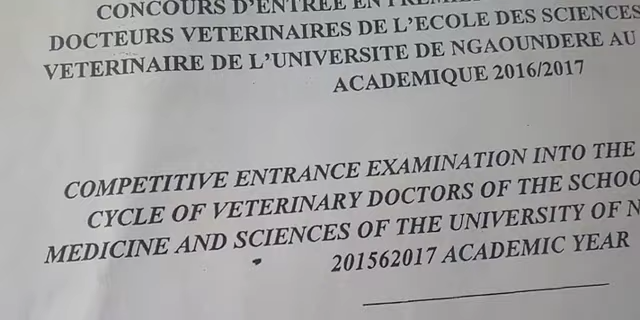 CONCOURS D'ENTREE EN
DOCTEURS VETERINAIRES DE L'ECOLE DES SCIENCES
VETERINAIRE DE L'UNIVERSITE DE NGAOUNDERE AU
ACADEMIQUE 2016/2017
COMPETITIVE ENTRANCE EXAMINATION INTO THE
CYCLE OF VETERINARY DOCTORS OF THE SCHOO
MEDICINE AND SCIENCES OF THE UNIVERSITY OF N
201562017 ACADEMIC YEAR